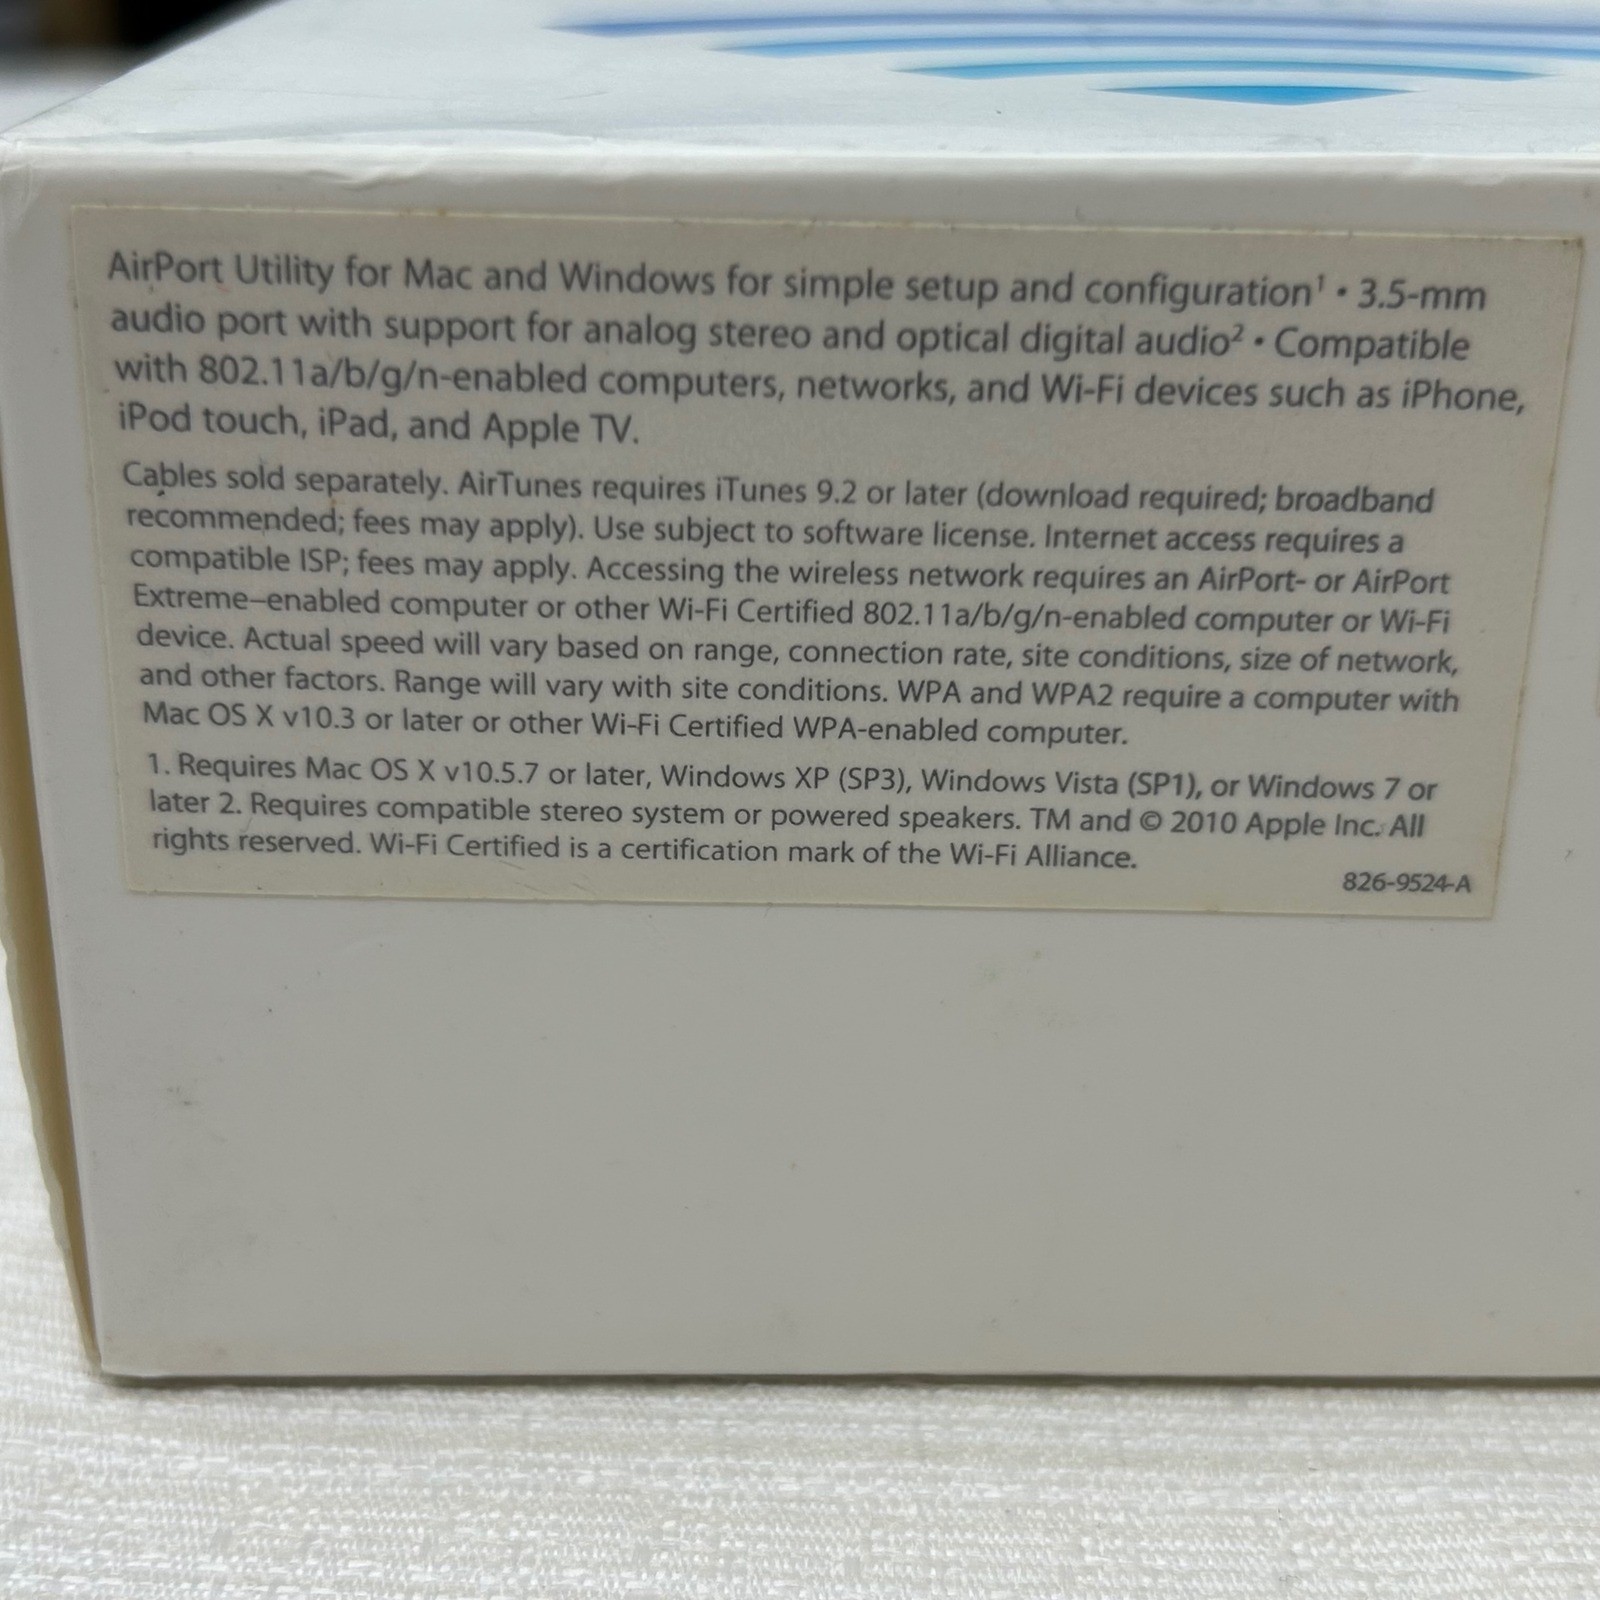 AirPort Utility for Mac and Windows for simple setup and configuration¹ • 3.5-mm
audio port with support for analog stereo and optical digital audio² • Compatible
with 802.11a/b/g/n-enabled computers, networks, and Wi-Fi devices such as iPhone,
iPod touch, iPad, and Apple TV.
Cables sold separately. AirTunes requires iTunes 9.2 or later (download required; broadband
recommended; fees may apply). Use subject to software license. Internet access requires a
compatible ISP; fees may apply. Accessing the wireless network requires an AirPort- or AirPort
Extreme–enabled computer or other Wi-Fi Certified 802.11a/b/g/n-enabled computer or Wi-Fi
device. Actual speed will vary based on range, connection rate, site conditions, size of network,
and other factors. Range will vary with site conditions. WPA and WPA2 require a computer with
Mac OS X v10.3 or later or other Wi-Fi Certified WPA-enabled computer.
1. Requires Mac OS X v10.5.7 or later, Windows XP (SP3), Windows Vista (SP1), or Windows 7 or
later 2. Requires compatible stereo system or powered speakers. TM and © 2010 Apple Inc. All
rights reserved. Wi-Fi Certified is a certification mark of the Wi-Fi Alliance.
826-9524-A